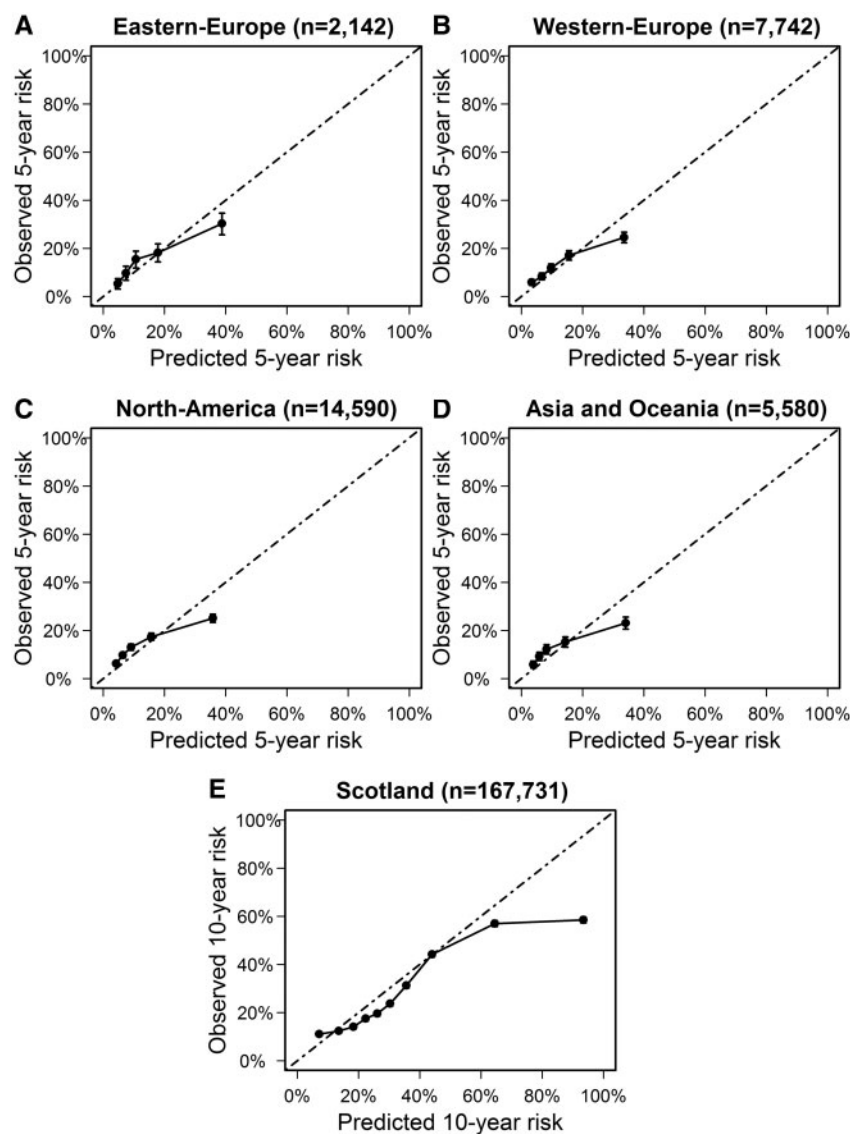 A Eastern-Europe (n=2,142)
100%
80%
60%
40%
20%
0%
Observed 5-year risk
0% 20% 40% 60% 80% 100%
Predicted 5-year risk
B Western-Europe (n=7,742)
100%
80%
60%
40%
20%
0%
Observed 5-year risk
0% 20% 40% 60% 80% 100%
Predicted 5-year risk
C North-America (n=14,590)
100%
80%
60%
40%
20%
0%
Observed 5-year risk
0% 20% 40% 60% 80% 100%
Predicted 5-year risk
D Asia and Oceania (n=5,580)
100%
80%
60%
40%
20%
0%
Observed 5-year risk
0% 20% 40% 60% 80% 100%
Predicted 5-year risk
E Scotland (n=167,731)
100%
80%
60%
40%
20%
0%
Observed 10-year risk
0% 20% 40% 60% 80% 100%
Predicted 10-year risk